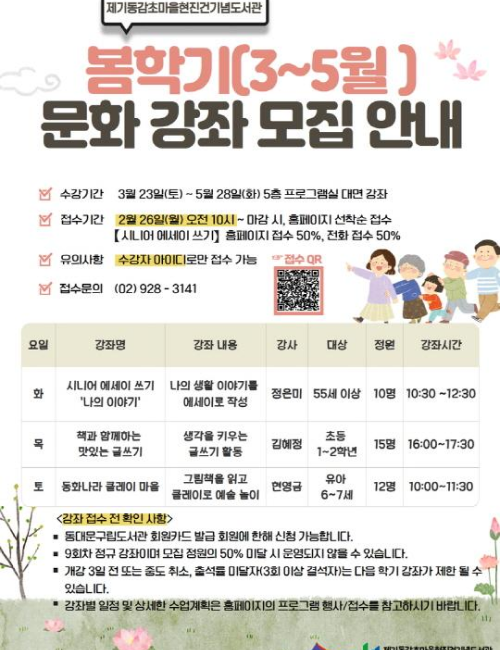 제기동감초마을현진건기념도서관
봄학기(3~5월)
문화 강좌 모집 안내
수강기간 3월 23일(토) ~ 5월 28일(화) 5층 프로그램실 대면 강좌
접수기간 2월 26일(월) 오전 10시 ~ 마감 시, 홈페이지 선착순 접수
【시니어 에세이 쓰기】 홈페이지 접수 50%, 전화 접수 50%
유의사항 수강자 아이디로만 접수 가능
☞접수 QR
접수문의 (02) 928 - 3141
요일 강좌명 강좌 내용 강사 대상 정원 강좌시간
화 시니어 에세이 쓰기 '나의 이야기' 나의 생활 이야기를 에세이로 작성 정은미 55세 이상 10명 10:30 ~12:30
목 책과 함께하는 맛있는 글쓰기 생각을 키우는 글쓰기 활동 김혜정 초등 1~2학년 15명 16:00~17:30
토 동화나라 클레이 마을 그림책을 읽고 클레이로 예술 놀이 현영금 유아 6~7세 12명 10:00~11:30
<강좌 접수 전 확인 사항>
▪ 동대문구립도서관 회원카드 발급 회원에 한해 신청 가능합니다.
▪ 9회차 정규 강좌이며 모집 정원의 50% 미달 시 운영되지 않을 수 있습니다.
▪ 개강 3일 전 또는 중도 취소, 출석률 미달자(3회 이상 결석자)는 다음 학기 강좌가 제한 될 수
있습니다.
▪ 강좌별 일정 및 상세한 수업계획은 홈페이지의 프로그램 행사/접수를 참고하시기 바랍니다.
제기동감초마을현진건기념도서관